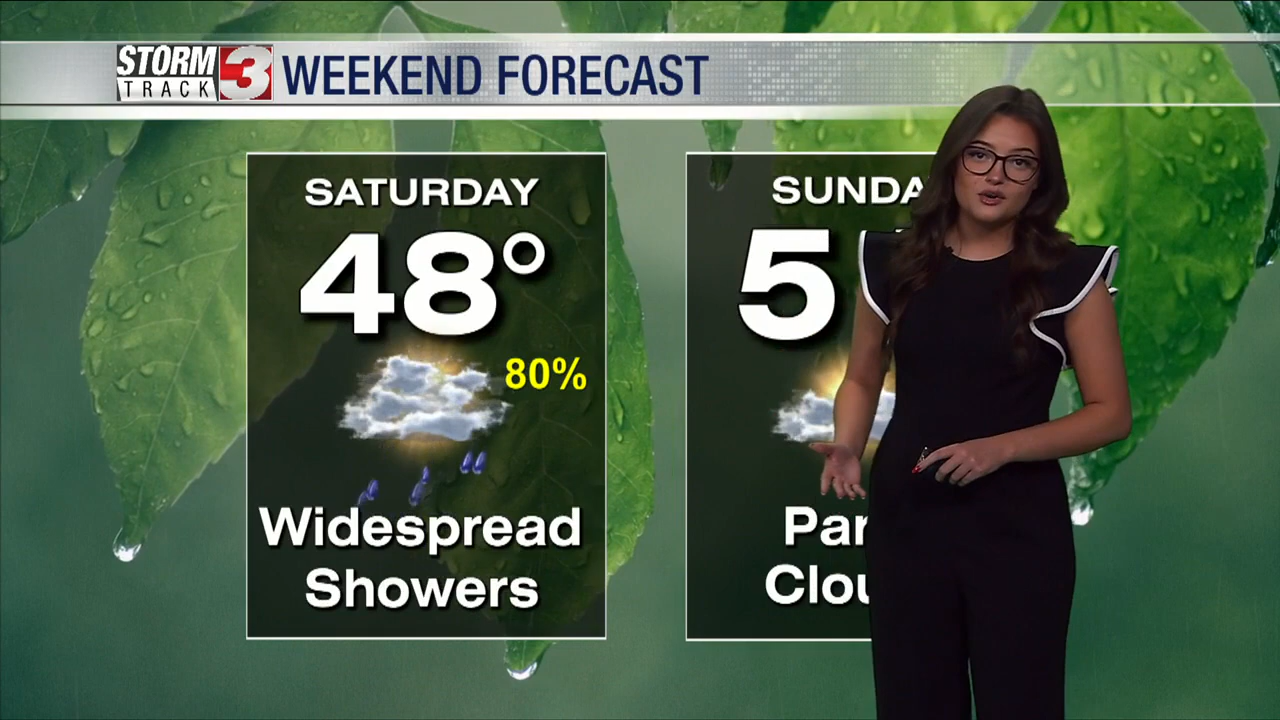 STORM
TRACK 3
WEEKEND FORECAST
SATURDAY
48°
80%
Widespread
Showers
SUNDA
5
Par
Clou